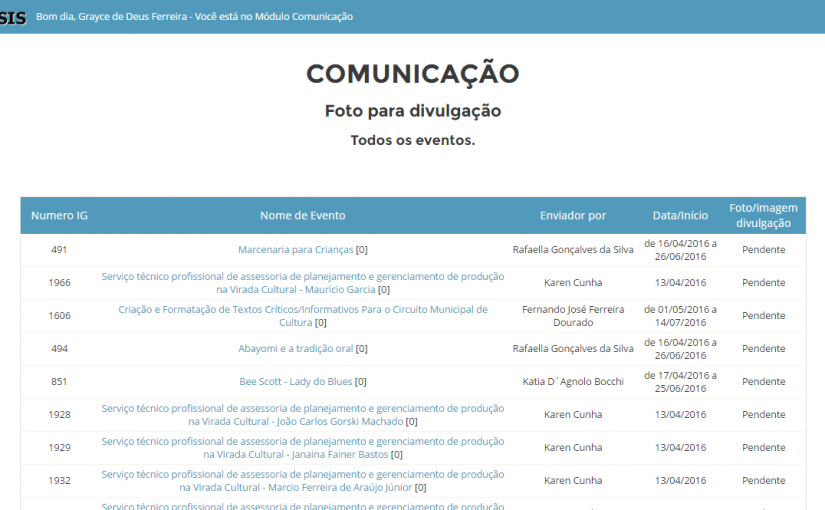 SIS Bom dia, Grayce de Deus Ferreira - Você está no Módulo Comunicação
COMUNICAÇÃO
Foto para divulgação
Todos os eventos.
Numero IG Nome de Evento Enviador por Data/Início Foto/imagem divulgação
491 Marcenaria para Crianças [0] Rafaella Gonçalves da Silva de 16/04/2016 a 26/06/2016 Pendente
1966 Serviço técnico profissional de assessoria de planejamento e gerenciamento de produção na Virada Cultural - Mauricio Garcia [0] Karen Cunha 13/04/2016 Pendente
1606 Criação e Formatação de Textos Críticos/Informativos Para o Circuito Municipal de Cultura [0] Fernando José Ferreira Dourado de 01/05/2016 a 14/07/2016 Pendente
494 Abayomi e a tradição oral [0] Rafaella Gonçalves da Silva de 16/04/2016 a 26/06/2016 Pendente
851 Bee Scott - Lady do Blues [0] Katia D´Agnolo Bocchi de 17/04/2016 a 25/06/2016 Pendente
1928 Serviço técnico profissional de assessoria de planejamento e gerenciamento de produção na Virada Cultural - João Carlos Gorski Machado [0] Karen Cunha 13/04/2016 Pendente
1929 Serviço técnico profissional de assessoria de planejamento e gerenciamento de produção na Virada Cultural - Janaina Fainer Bastos [0] Karen Cunha 13/04/2016 Pendente
1932 Serviço técnico profissional de assessoria de planejamento e gerenciamento de produção na Virada Cultural - Marcio Ferreira de Araújo Júnior [0] Karen Cunha 13/04/2016 Pendente
Serviço técnico profissional de assessoria de planejamento e gerenciamento de produção